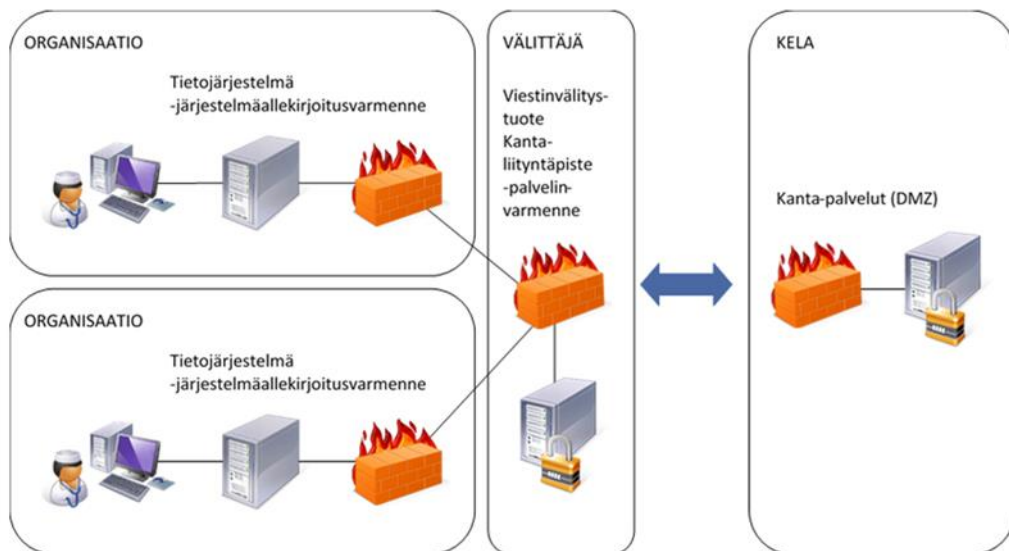 ORGANISAATIO
Tietojärjestelmä
-järjestelmäallekirjoitusvarmenne
ORGANISAATIO
Tietojärjestelmä
-järjestelmäallekirjoitusvarmenne
VÄLITTÄJÄ
Viestinvälitys-
tuote
Kanta-
liityntäpiste
-palvelin-
varmenne
KELA
Kanta-palvelut (DMZ)